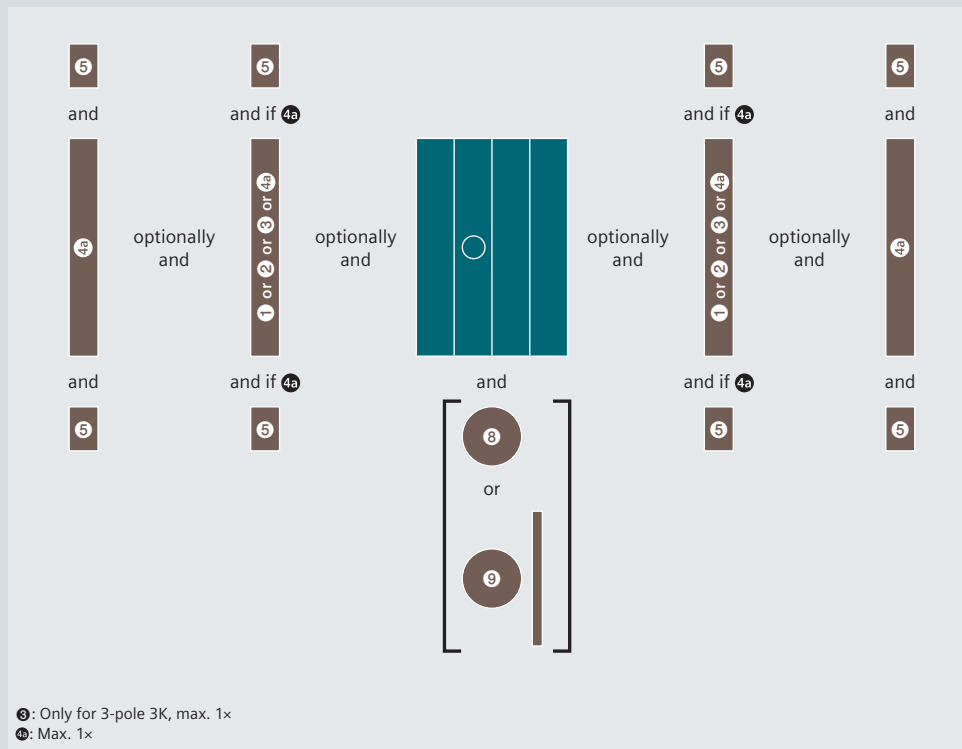 5 5 5 5
and and if 4a and if 4a and
4a
optionally
and
1 or 2 or 3 or 4a
optionally
and
optionally
and
1 or 2 or 3 or 4a
optionally
and
4a
and and if 4a and and if 4a and
5 5 5 5
8
or
9
3: Only for 3-pole 3K, max. 1×
4a: Max. 1×